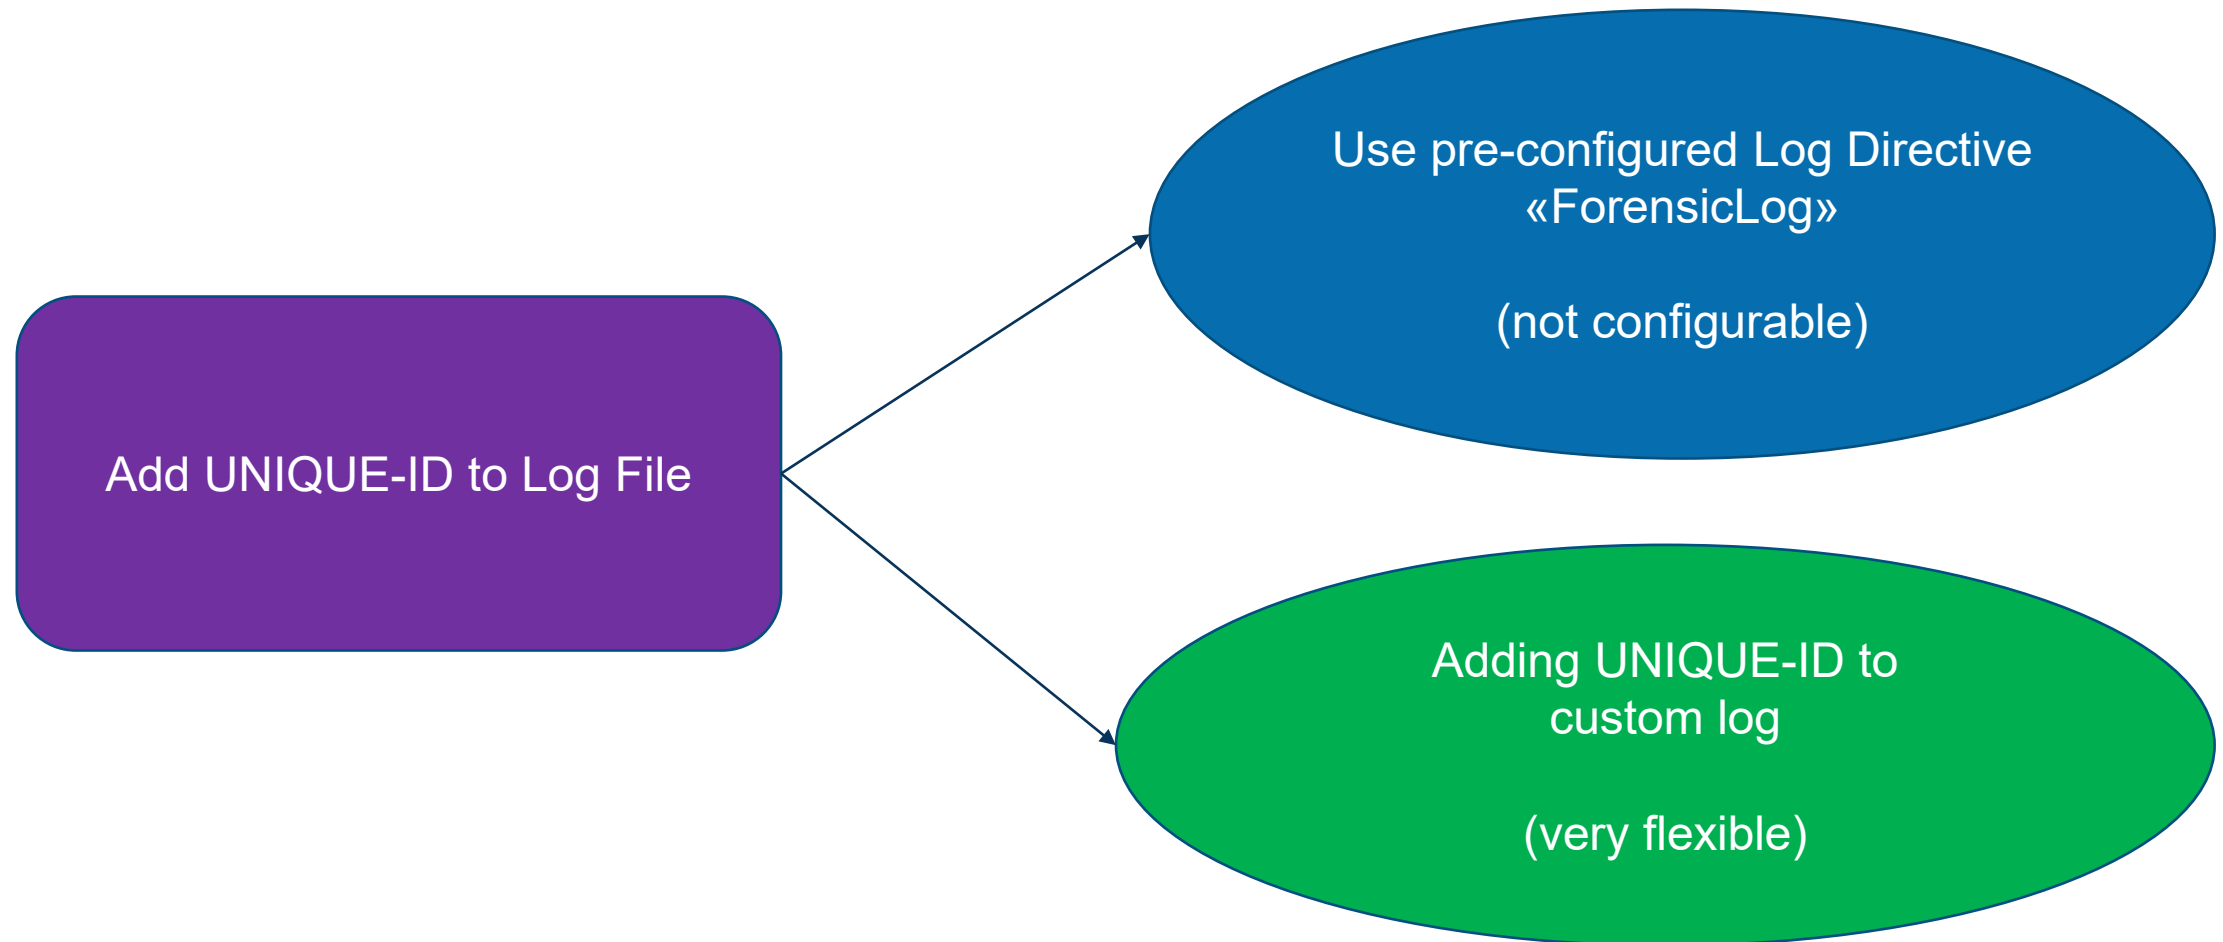 Add UNIQUE-ID to Log File
Use pre-configured Log Directive
«ForensicLog»
(not configurable)
Adding UNIQUE-ID to
custom log
(very flexible)